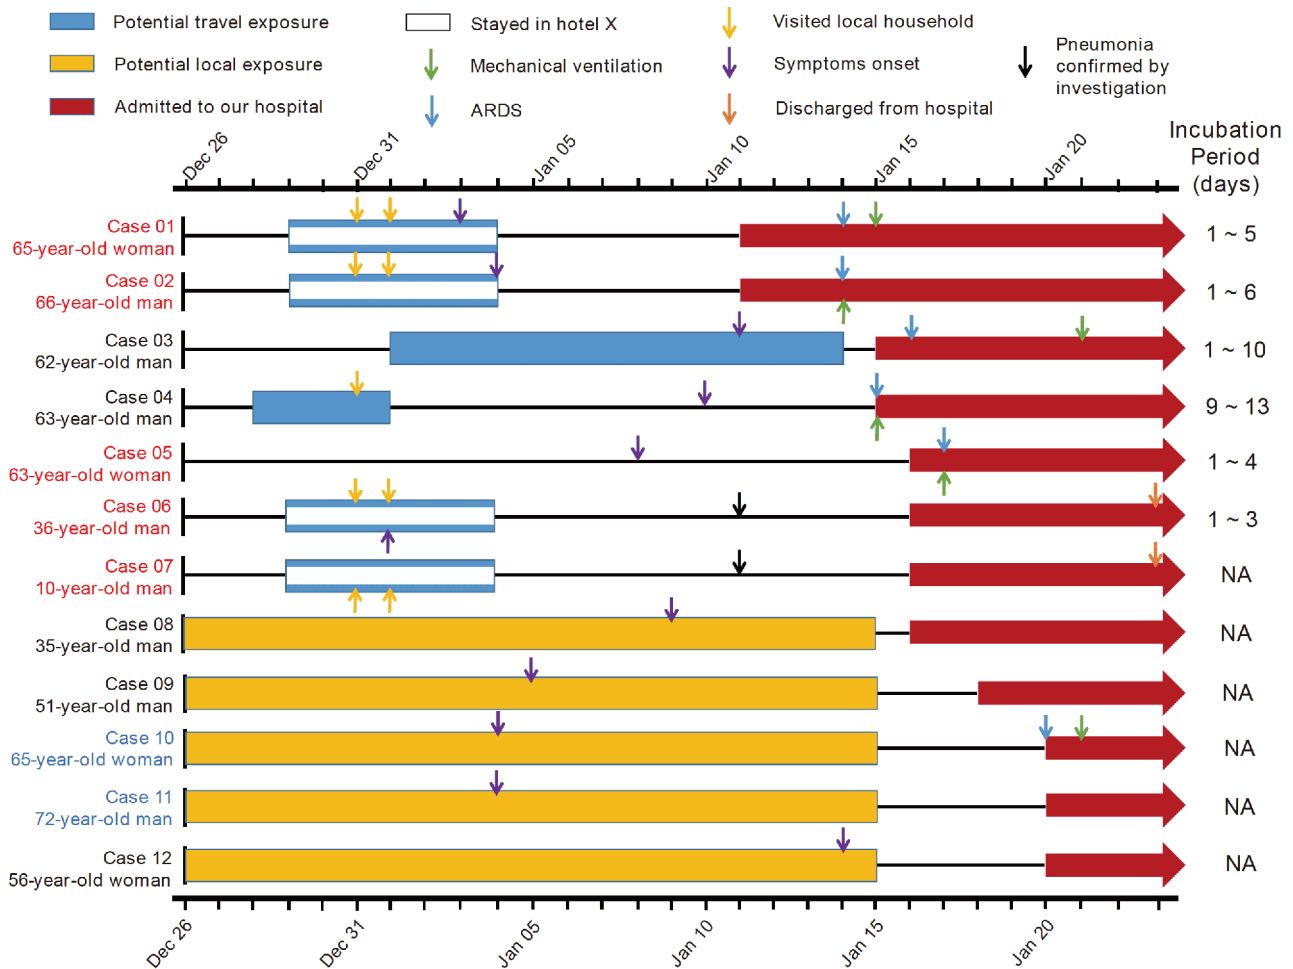 Potential travel exposure
Stayed in hotel X
Visited local household
Potential local exposure
Mechanical ventilation
Symptoms onset
Pneumonia
confirmed by
investigation
Admitted to our hospital
ARDS
Discharged from hospital
Incubation
Period
(days)
Dec 26
Dec 31
Jan 05
Jan 10
Jan 15
Jan 20
Case 01
65-year-old woman
1 ~ 5
Case 02
66-year-old man
1 ~ 6
Case 03
62-year-old man
1 ~ 10
Case 04
63-year-old man
9 ~ 13
Case 05
63-year-old woman
1 ~ 4
Case 06
36-year-old man
1 ~ 3
Case 07
10-year-old man
NA
Case 08
35-year-old man
NA
Case 09
51-year-old man
NA
Case 10
65-year-old woman
NA
Case 11
72-year-old man
NA
Case 12
56-year-old woman
NA
Dec 26
Dec 31
Jan 05
Jan 10
Jan 15
Jan 20